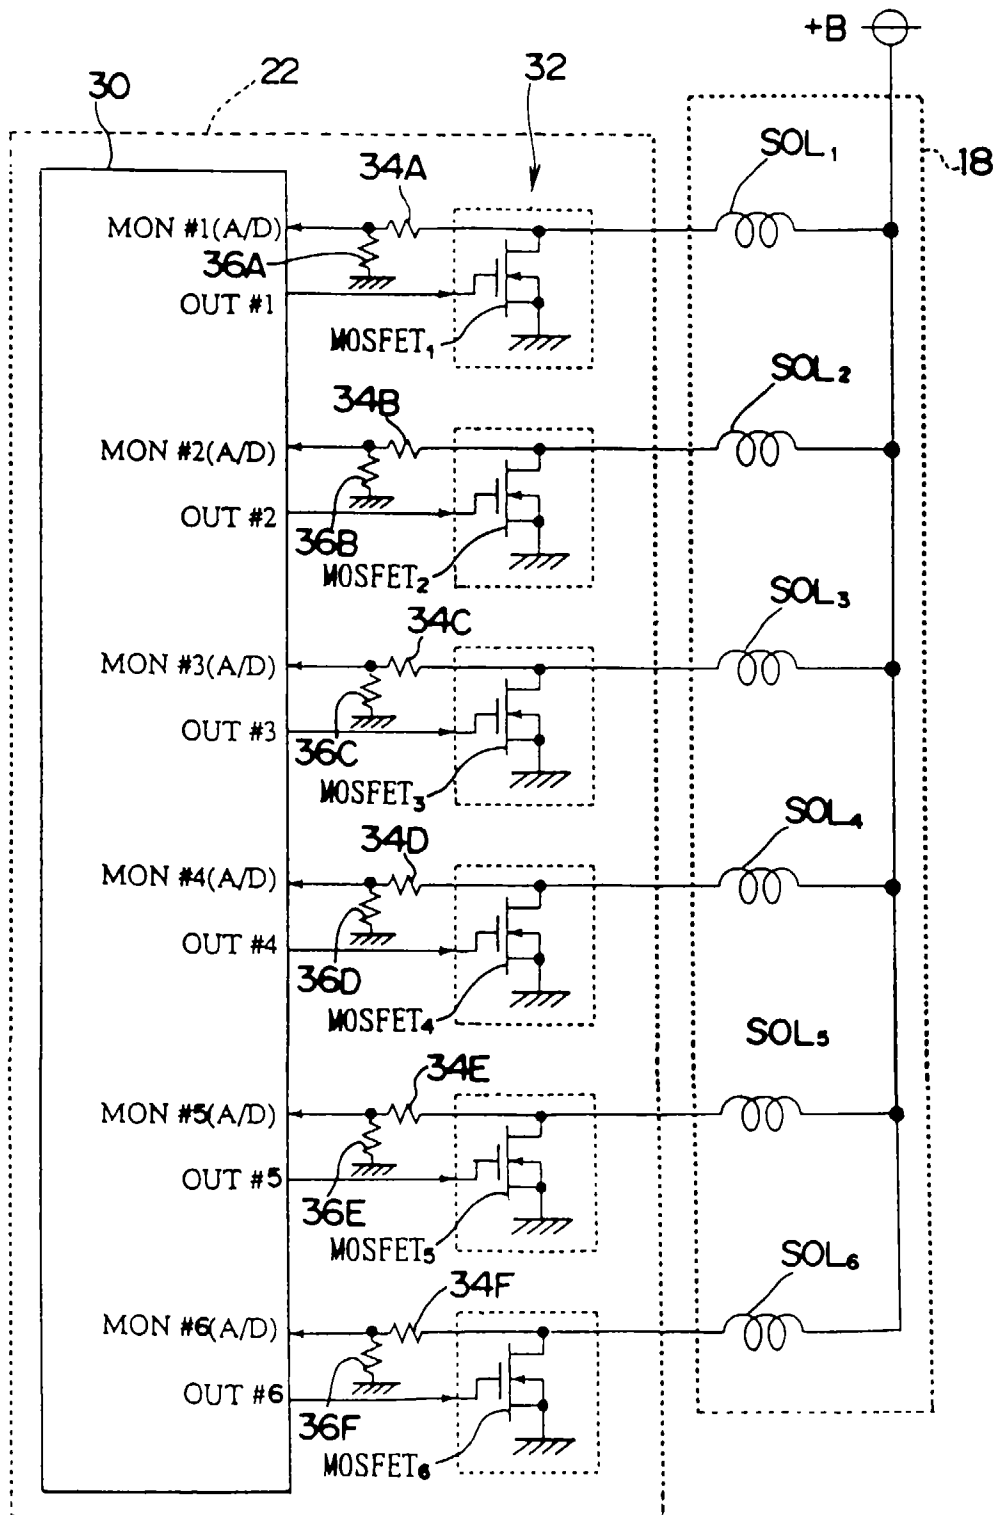 +B
22
32
30
SOL₁
18
34A
MON #1(A/D)
36A
OUT #1
MOSFET₁
SOL₂
34B
MON #2(A/D)
OUT #2
36B
MOSFET₂
SOL₃
34C
MON #3(A/D)
OUT #3
36C
MOSFET₃
SOL₄
34D
MON #4(A/D)
OUT #4
36D
MOSFET₄
SOL₅
34E
MON #5(A/D)
OUT #5
36E
MOSFET₅
SOL₆
34F
MON #6(A/D)
OUT #6
36F
MOSFET₆